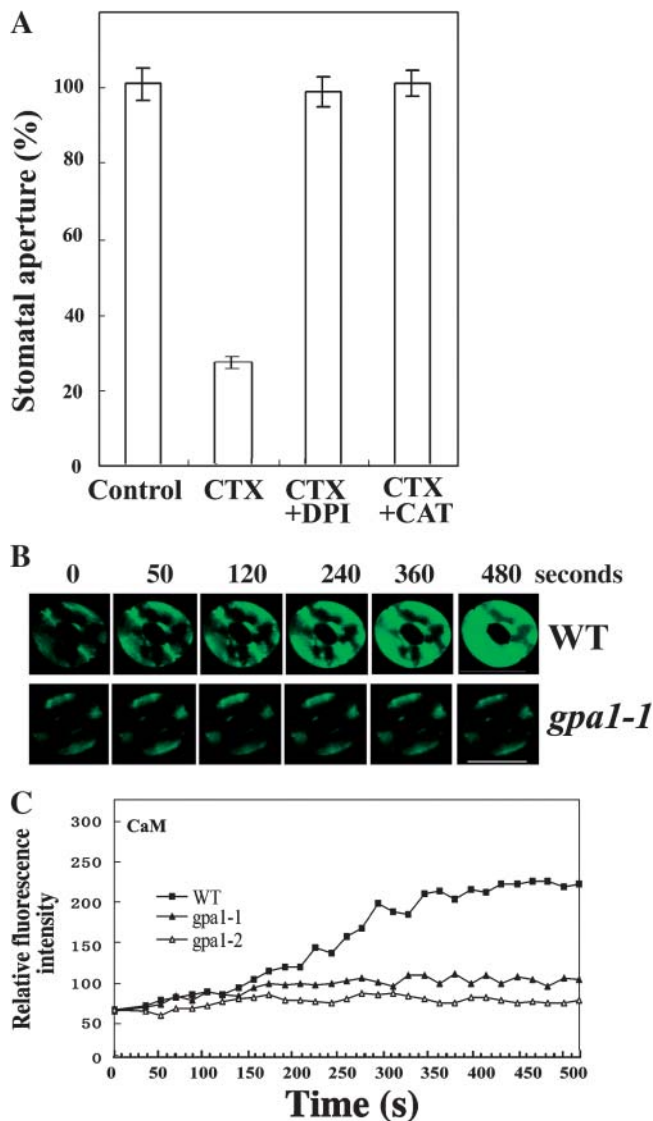 A
Stomatal aperture (%)
100
80
60
40
20
0
Control CTX CTX CTX
+DPI +CAT
B
0 50 120 240 360 480 seconds
WT
gpa1-1
C
Relative fluorescence
intensity
300
250
200
150
100
50
0
CaM
WT
gpa1-1
gpa1-2
0 50 100 150 200 250 300 350 400 450 500
Time (s)